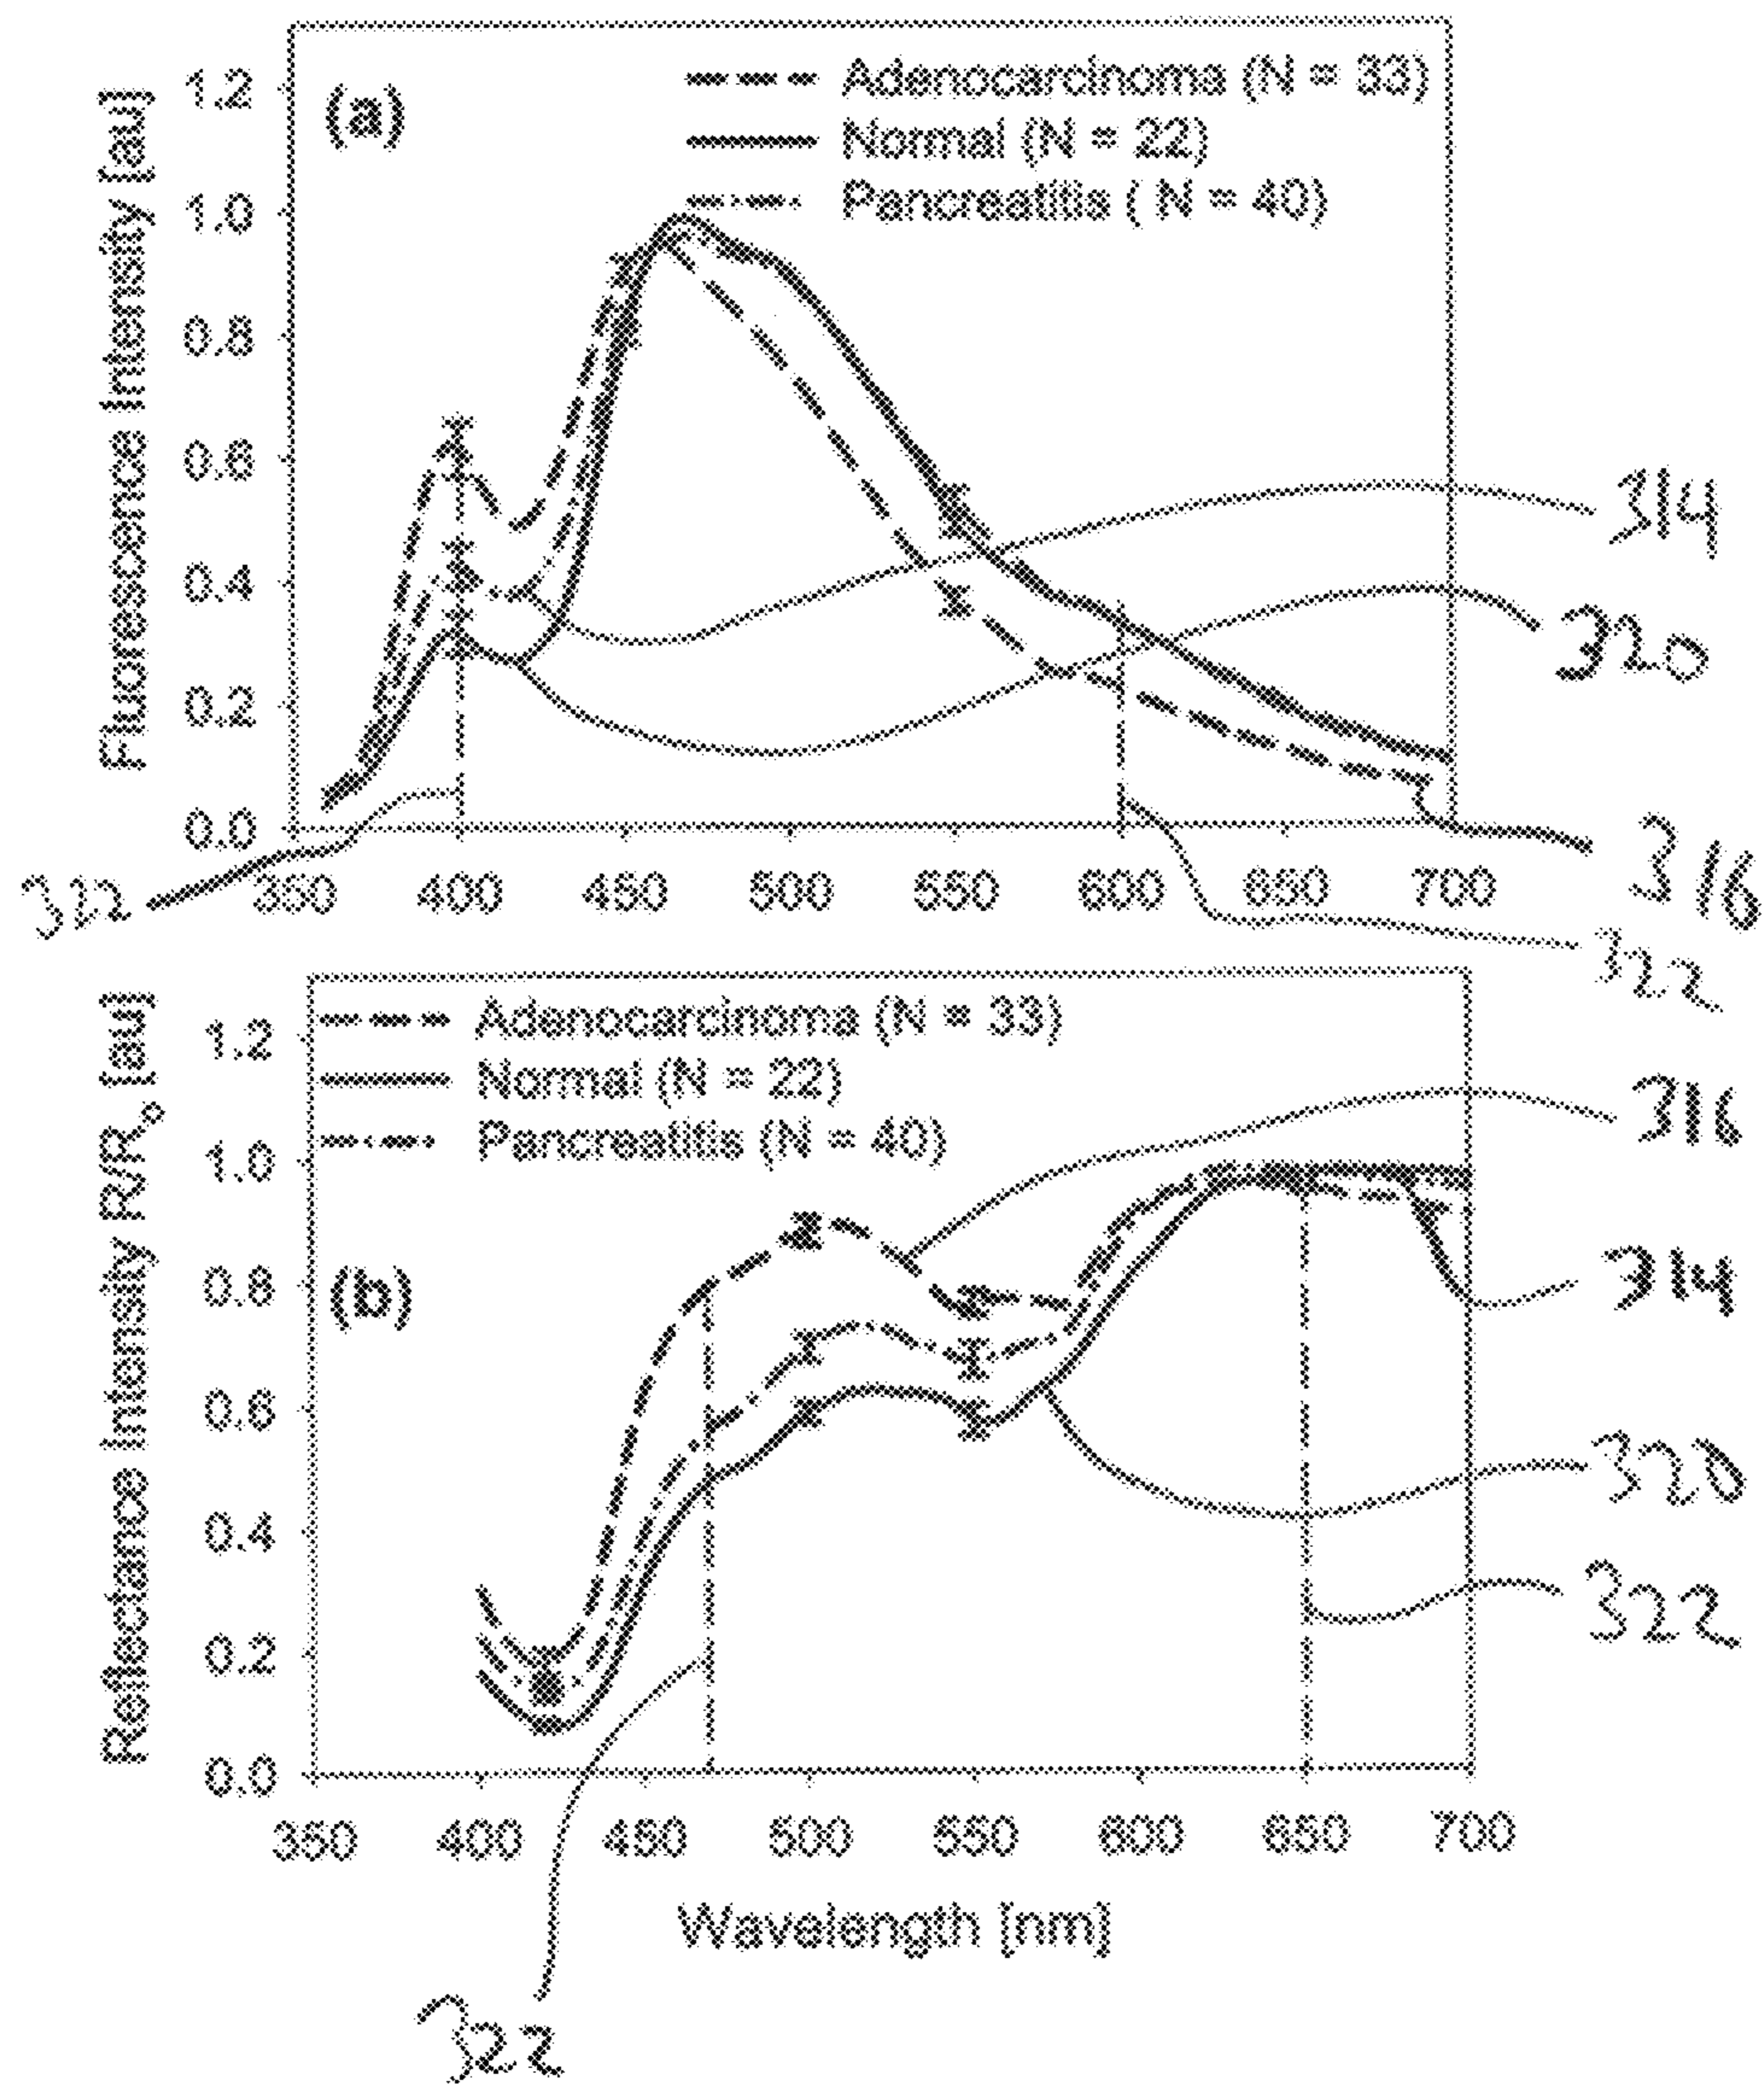 Fluorescence Intensity [au]
1.2
1.0
0.8
0.6
0.4
0.2
0.0
(a)
Adenocarcinoma (N = 33)
Normal (N = 22)
Pancreatitis ( N = 40)
314
320
316
322
322
350 400 450 500 550 600 650 700
Reflectance Intensity R/Ro [au]
1.2
1.0
0.8
0.6
0.4
0.2
0.0
(b)
Adenocarcinoma (N = 33)
Normal (N = 22)
Pancreatitis (N = 40)
316
314
320
322
350 400 450 500 550 600 650 700
Wavelength [nm]
322